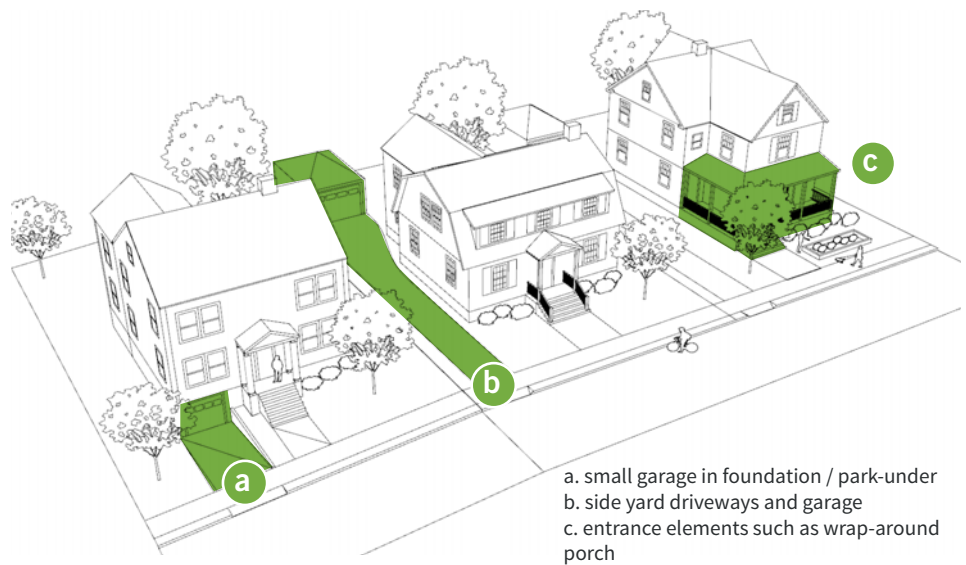 c
b
a
a. small garage in foundation / park-under
b. side yard driveways and garage
c. entrance elements such as wrap-around
porch